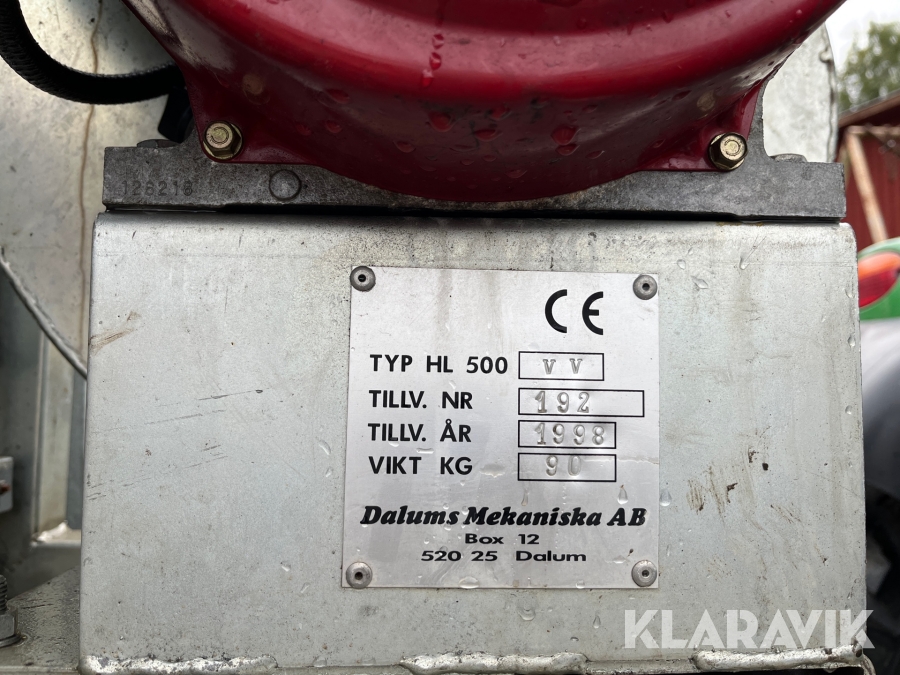 126218
CE
TYP HL 500 VV
TILLV. NR 192
TILLV. ÅR 1998
VIKT KG 90
Dalums Mekaniska AB
Box 12
520 25 Dalum
KLARAVIK